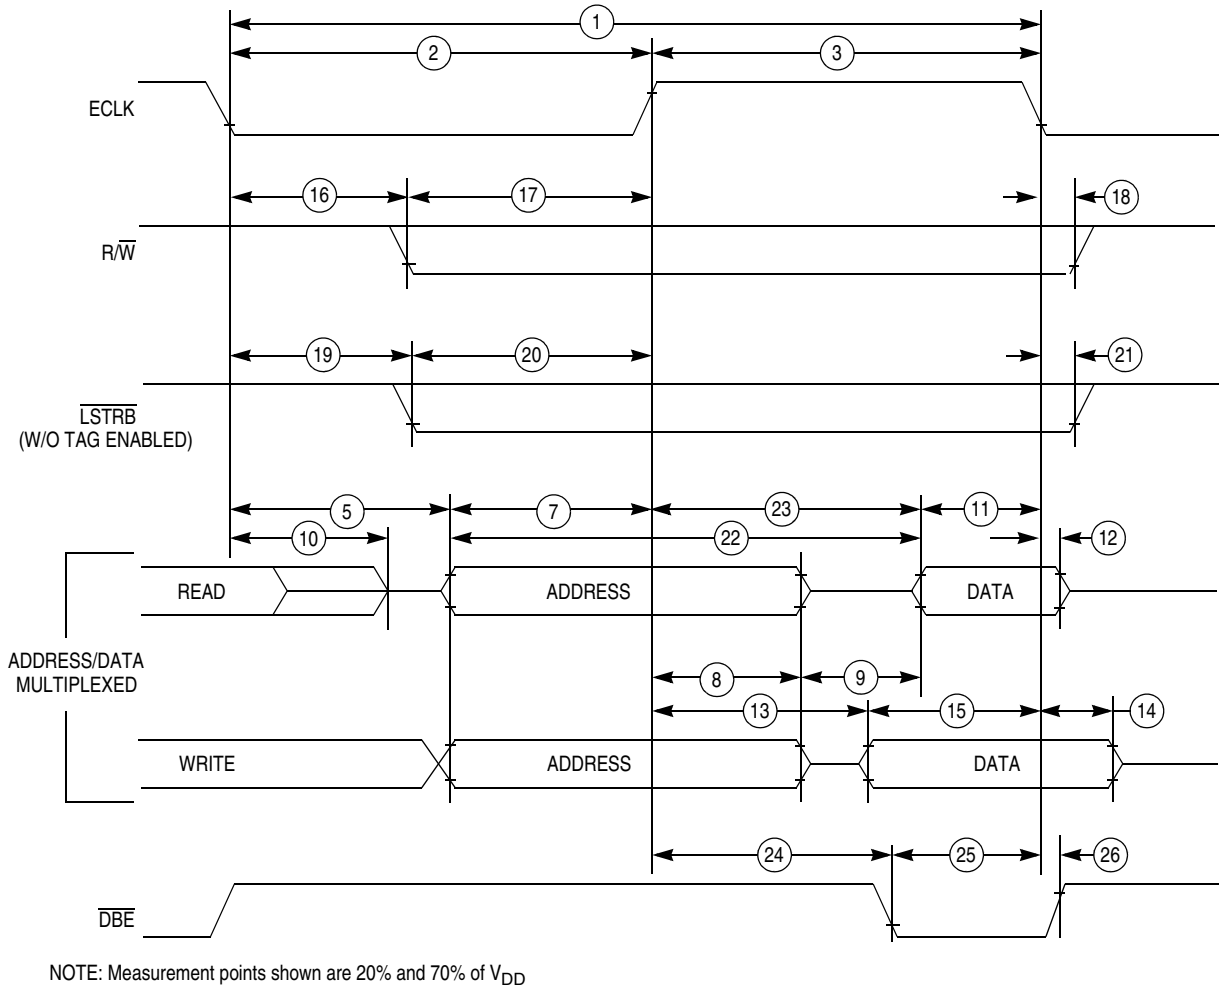 1
2 3
ECLK
16 17 18
R/W̅
19 20 21
L̅S̅T̅R̅B̅
(W/O TAG ENABLED)
5 7 23 11
10 22 12
READ ADDRESS DATA
ADDRESS/DATA
MULTIPLEXED
8 9
13 15 14
WRITE ADDRESS DATA
24 25 26
D̅B̅E̅
NOTE: Measurement points shown are 20% and 70% of VDD